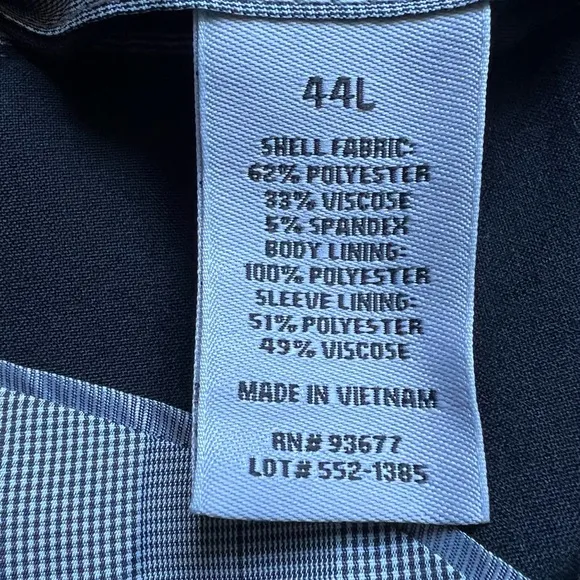 44L
SHELL FABRIC:
62% POLYESTER
33% VISCOSE
5% SPANDEX
BODY LINING:
100% POLYESTER
SLEEVE LINING:
51% POLYESTER
49% VISCOSE
MADE IN VIETNAM
RN# 93677
LOT# 552-1385